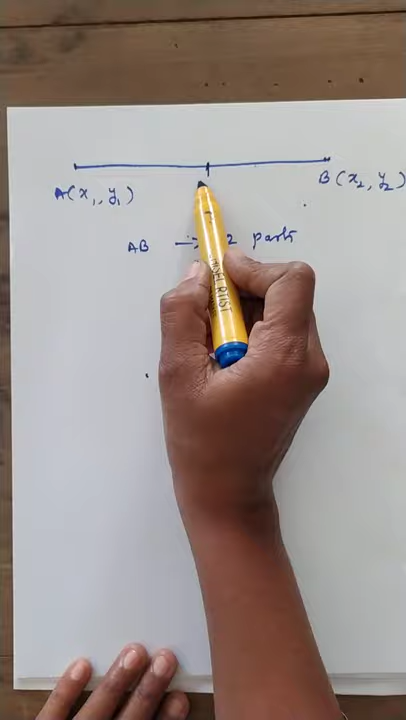 A(x₁, y₁) B(x₂, y₂)
AB → 2 parts